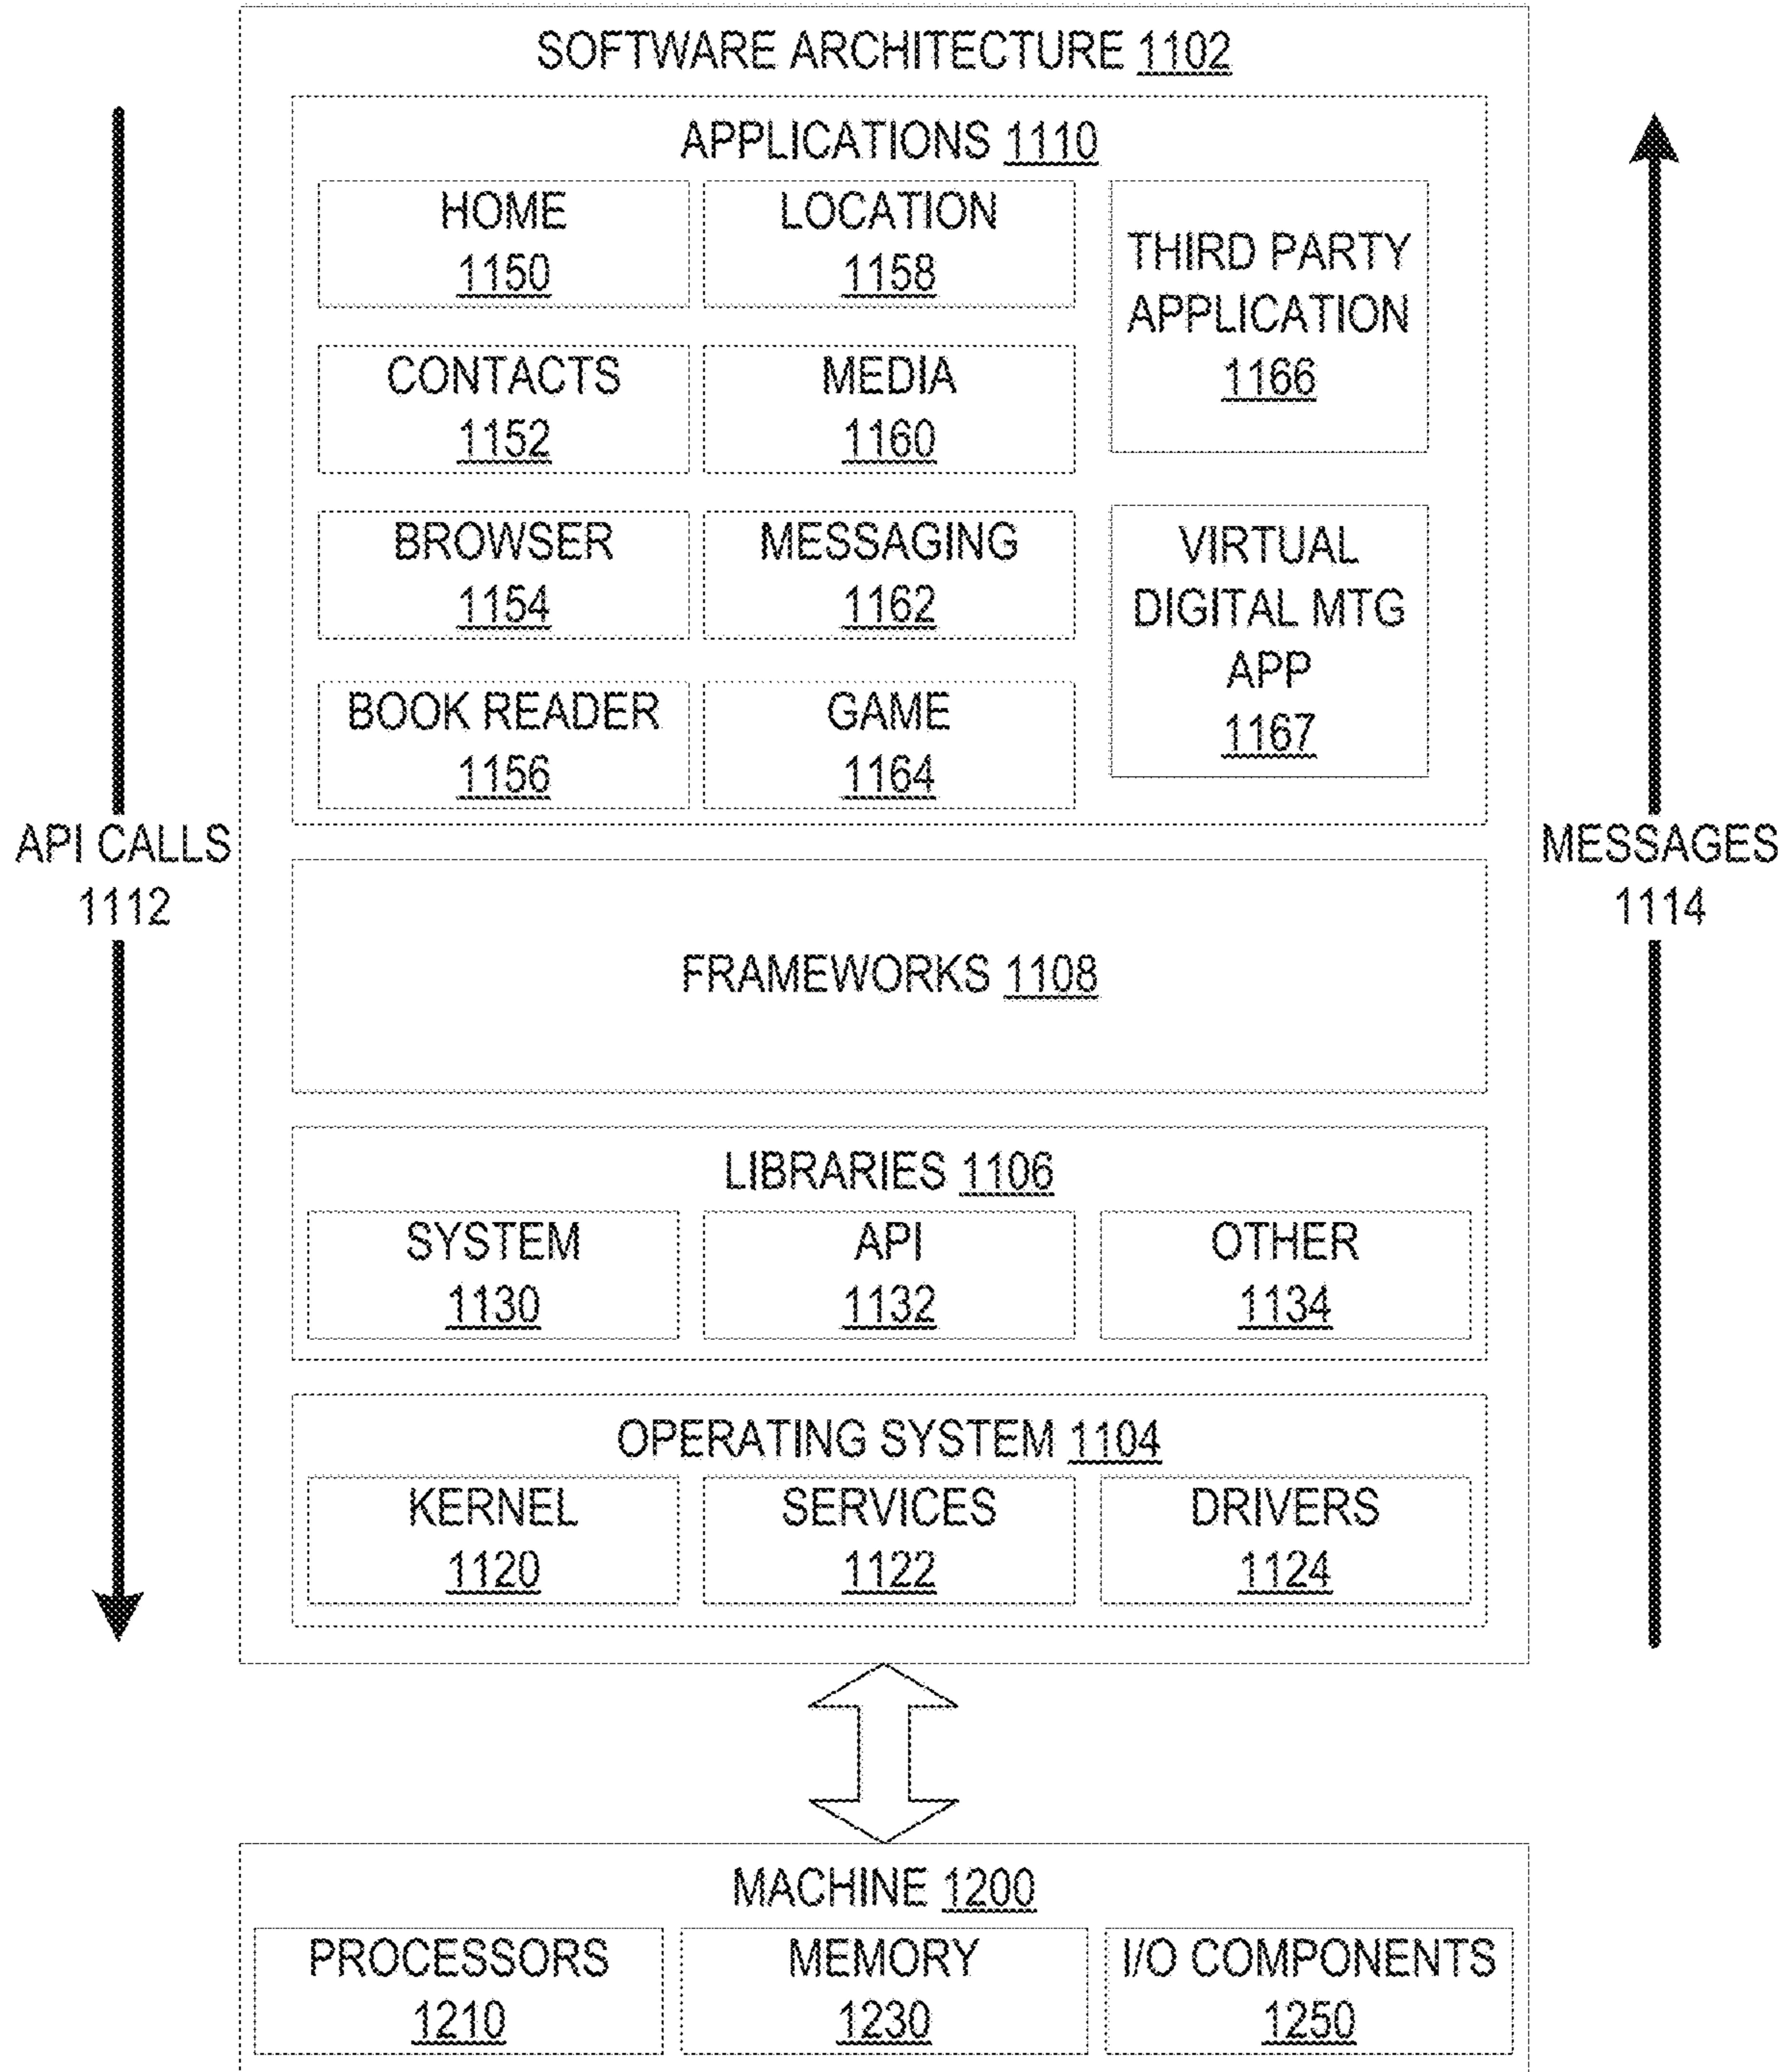 SOFTWARE ARCHITECTURE 1102
APPLICATIONS 1110
HOME
1150
LOCATION
1158
THIRD PARTY
APPLICATION
1166
CONTACTS
1152
MEDIA
1160
BROWSER
1154
MESSAGING
1162
VIRTUAL
DIGITAL MTG
APP
1167
BOOK READER
1156
GAME
1164
API CALLS
1112
MESSAGES
1114
FRAMEWORKS 1108
LIBRARIES 1106
SYSTEM
1130
API
1132
OTHER
1134
OPERATING SYSTEM 1104
KERNEL
1120
SERVICES
1122
DRIVERS
1124
MACHINE 1200
PROCESSORS
1210
MEMORY
1230
I/O COMPONENTS
1250